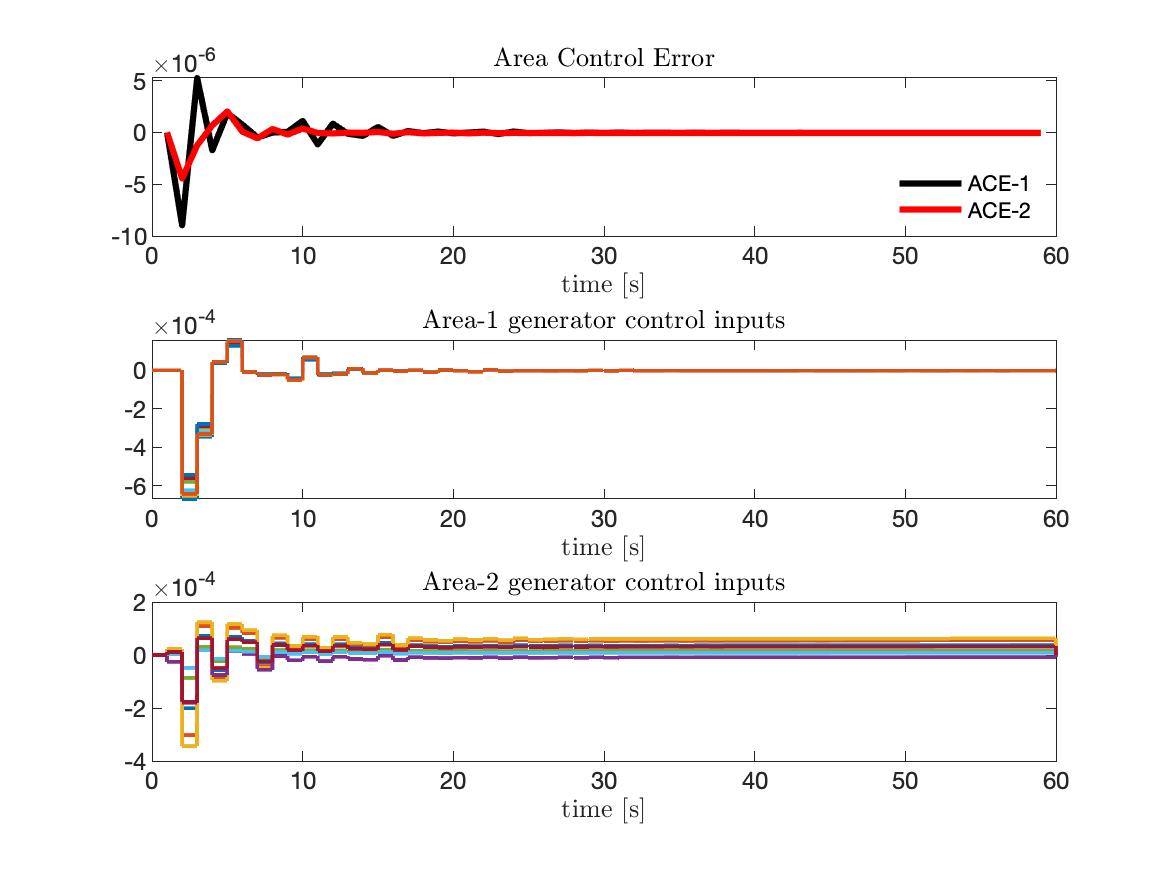 Area Control Error
×10-6
5
0
-5
-10
ACE-1
ACE-2
0 10 20 30 40 50 60
time [s]
Area-1 generator control inputs
×10-4
0
-2
-4
-6
0 10 20 30 40 50 60
time [s]
Area-2 generator control inputs
×10-4
2
0
-2
-4
0 10 20 30 40 50 60
time [s]